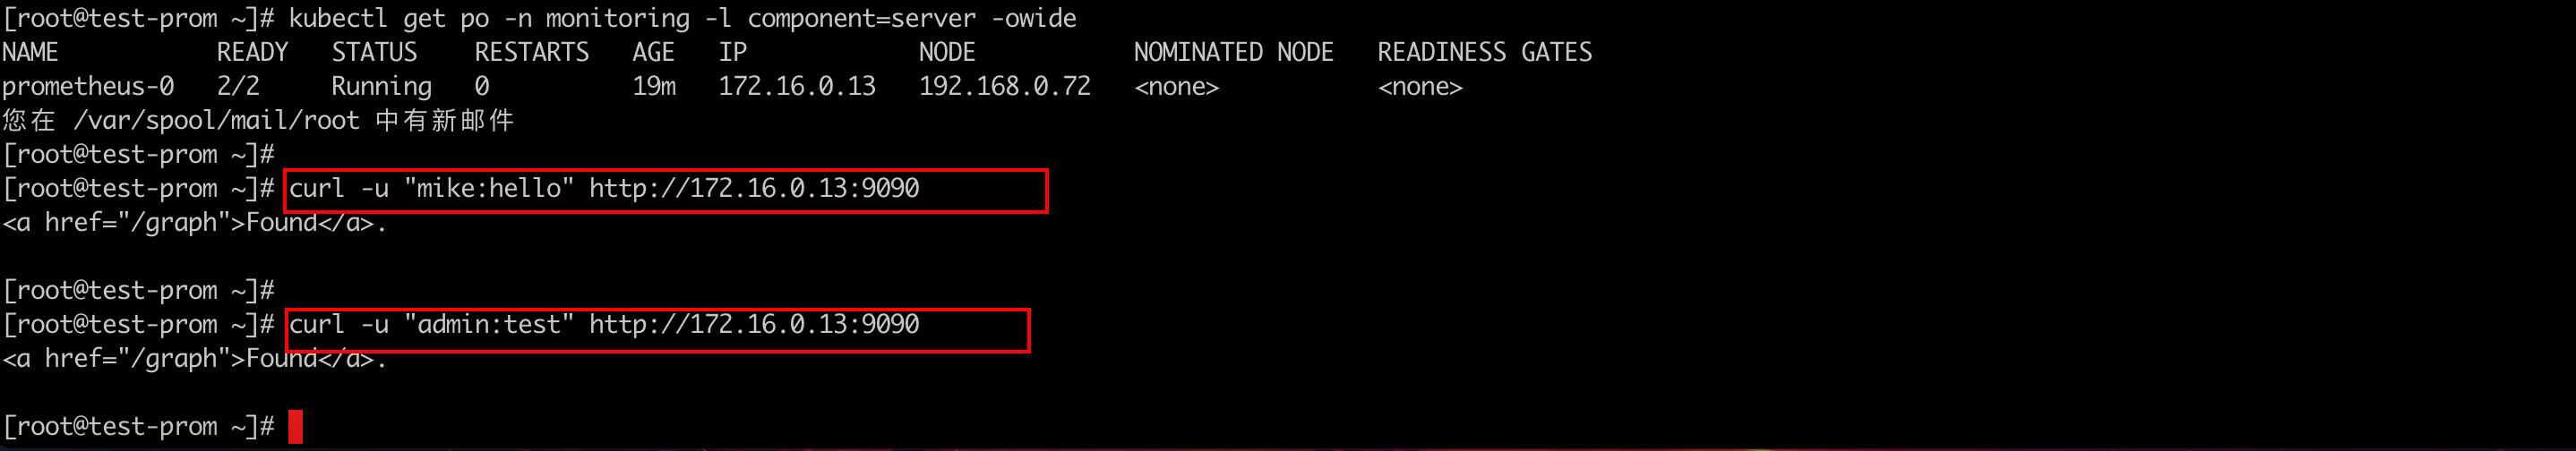 [root@test-prom ~]# kubectl get po -n monitoring -l component=server -owide
NAME           READY   STATUS    RESTARTS   AGE   IP            NODE           NOMINATED NODE   READINESS GATES
prometheus-0   2/2     Running   0          19m   172.16.0.13   192.168.0.72   <none>           <none>
您在 /var/spool/mail/root 中有新邮件
[root@test-prom ~]#
[root@test-prom ~]# curl -u "mike:hello" http://172.16.0.13:9090
<a href="/graph">Found</a>.
[root@test-prom ~]#
[root@test-prom ~]# curl -u "admin:test" http://172.16.0.13:9090
<a href="/graph">Found</a>.
[root@test-prom ~]#